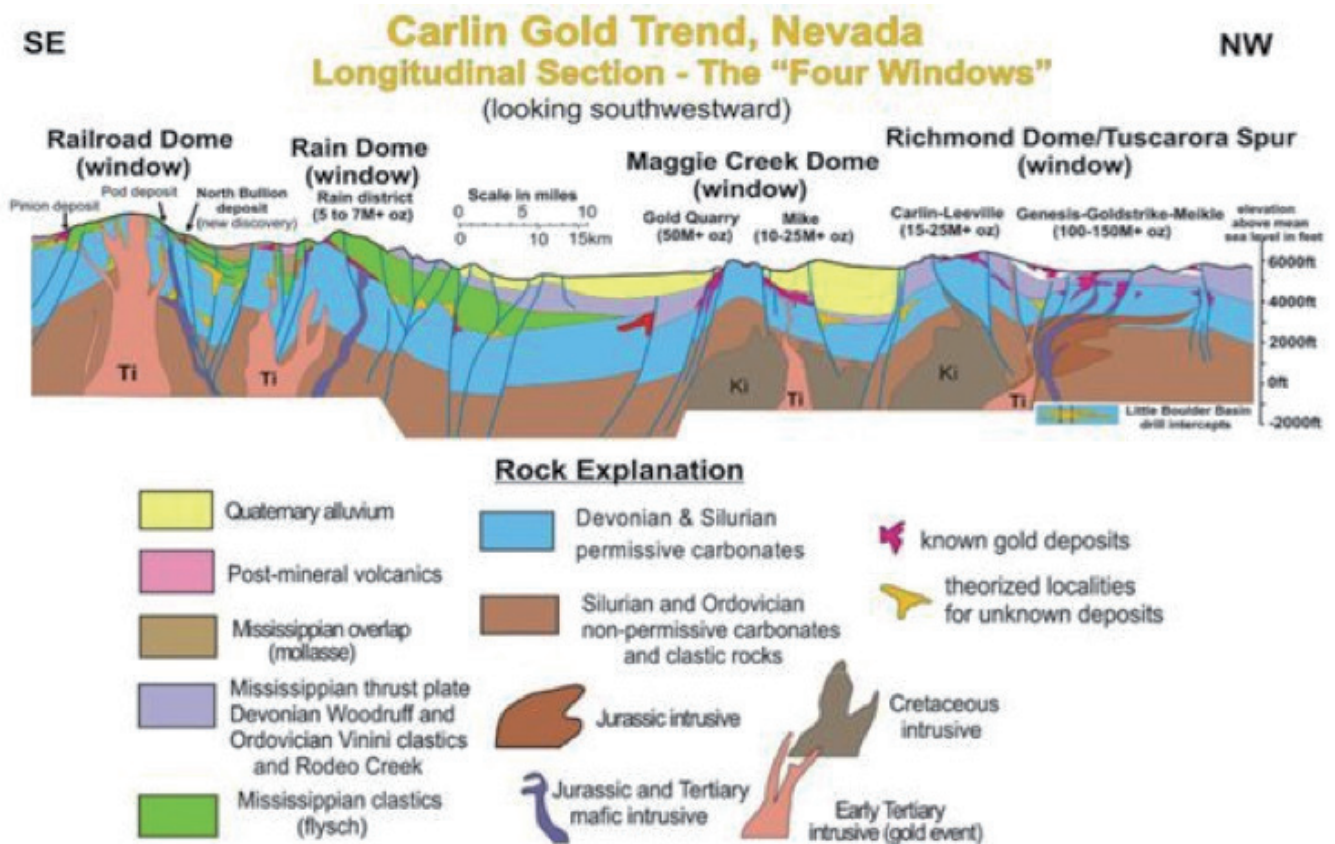 SE
Carlin Gold Trend, Nevada
NW
Longitudinal Section - The "Four Windows"
(looking southwestward)
Railroad Dome
(window)
Pod deposit
Pinion deposit
North Bullion
deposit
(new discovery)
Rain Dome
(window)
Rain district
(5 to 7M+ oz)
Scale in miles
0 5 10
0 10 15km
Maggie Creek Dome
(window)
Gold Quarry
(50M+ oz)
Mike
(10-25M+ oz)
Richmond Dome/Tuscarora Spur
(window)
Carlin-Leeville
(15-25M+ oz)
Genesis-Goldstrike-Meikle
(100-150M+ oz)
elevation
above mean
sea level in feet
6000ft
4000ft
2000ft
0ft
-2000ft
Ti
Ti
Ki
Ti
Ki
Ti
Little Boulder Basin
drill intercepts
Rock Explanation
Quaternary alluvium
Post-mineral volcanics
Mississippian overlap
(mollasse)
Mississippian thrust plate
Devonian Woodruff and
Ordovician Vinini clastics
and Rodeo Creek
Mississippian clastics
(flysch)
Devonian & Silurian
permissive carbonates
Silurian and Ordovician
non-permissive carbonates
and clastic rocks
Jurassic intrusive
Jurassic and Tertiary
mafic intrusive
known gold deposits
theorized localities
for unknown deposits
Cretaceous
intrusive
Early Tertiary
intrusive (gold event)